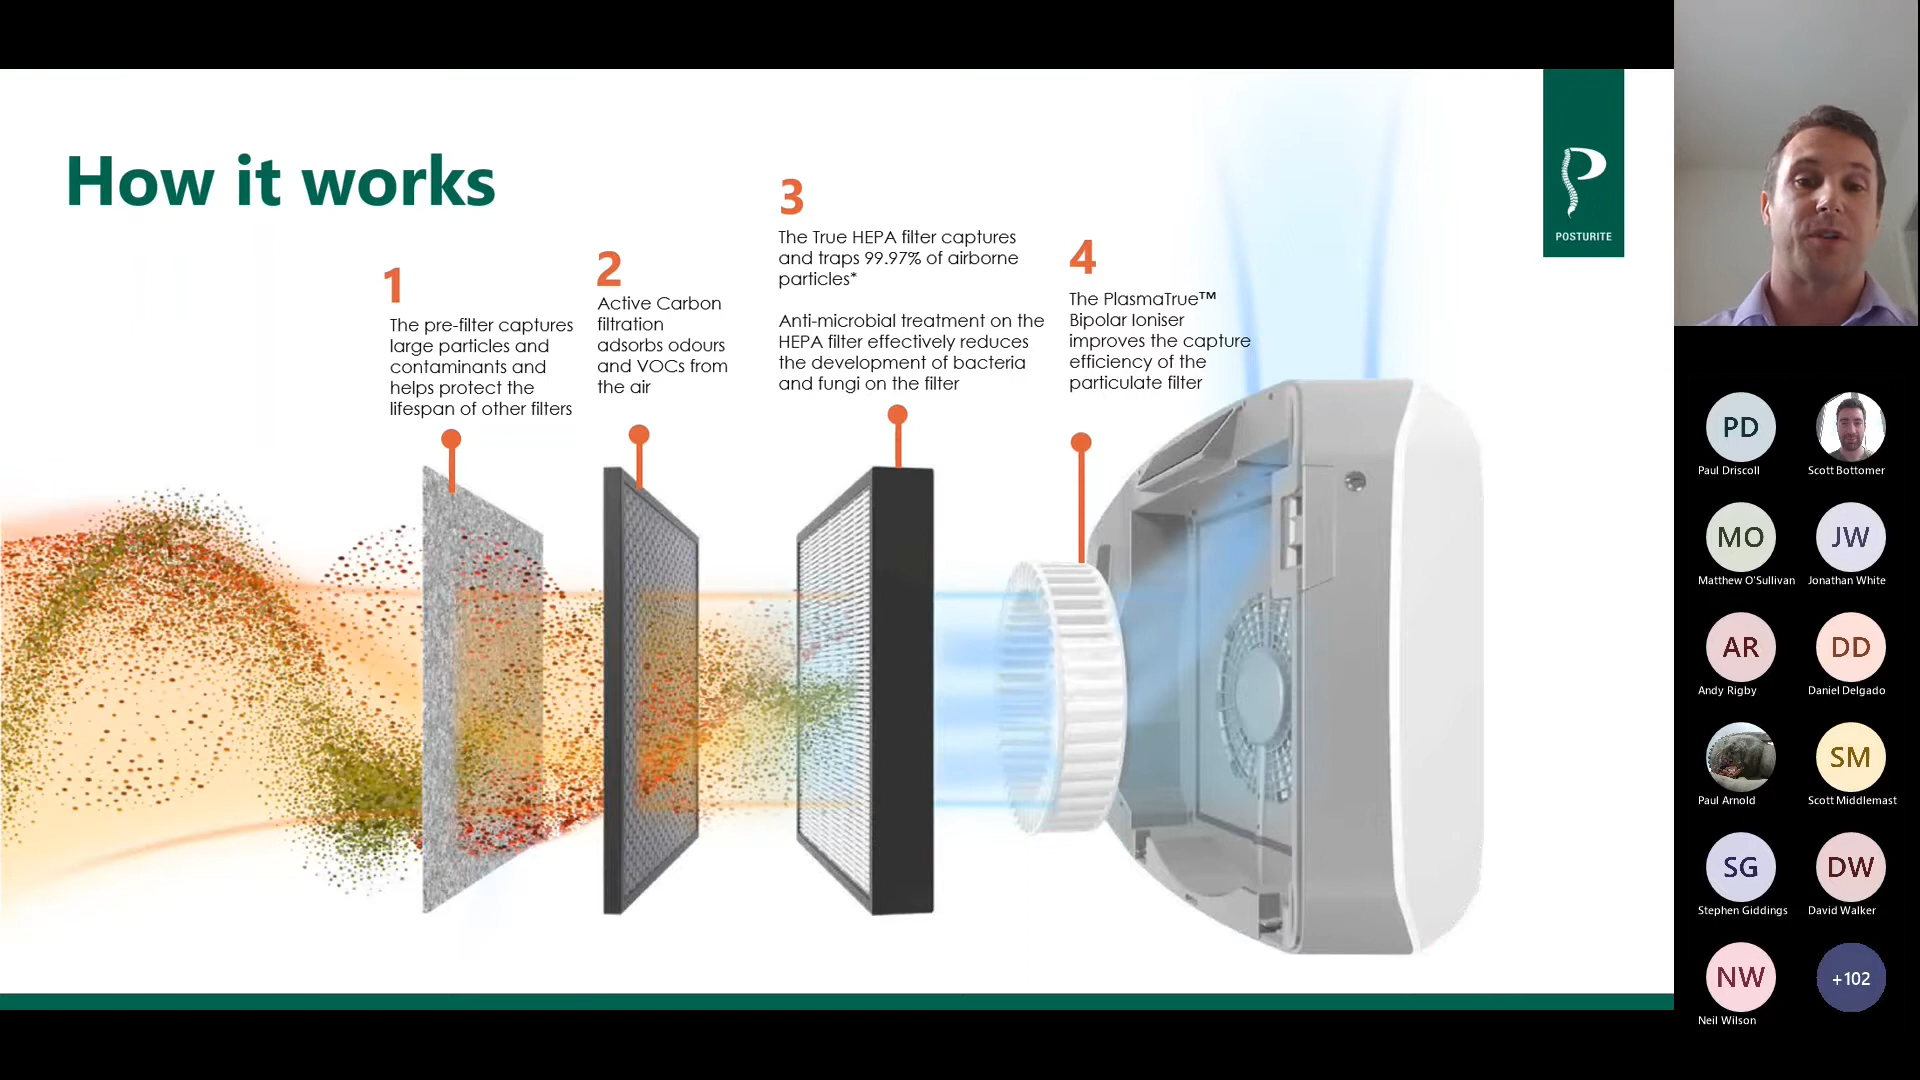 How it works
1
The pre-filter captures
large particles and
contaminants and
helps protect the
lifespan of other filters
2
Active Carbon
filtration
adsorbs odours
and VOCs from
the air
3
The True HEPA filter captures
and traps 99.97% of airborne
particles*
Anti-microbial treatment on the
HEPA filter effectively reduces
the development of bacteria
and fungi on the filter
4
The PlasmaTrue™
Bipolar Ioniser
improves the capture
efficiency of the
particulate filter
POSTURITE
PD
Paul Driscoll
Scott Bottomer
MO
Matthew O'Sullivan
JW
Jonathan White
AR
Andy Rigby
DD
Daniel Delgado
Paul Arnold
SM
Scott Middlemast
SG
Stephen Giddings
DW
David Walker
NW
Neil Wilson
+102